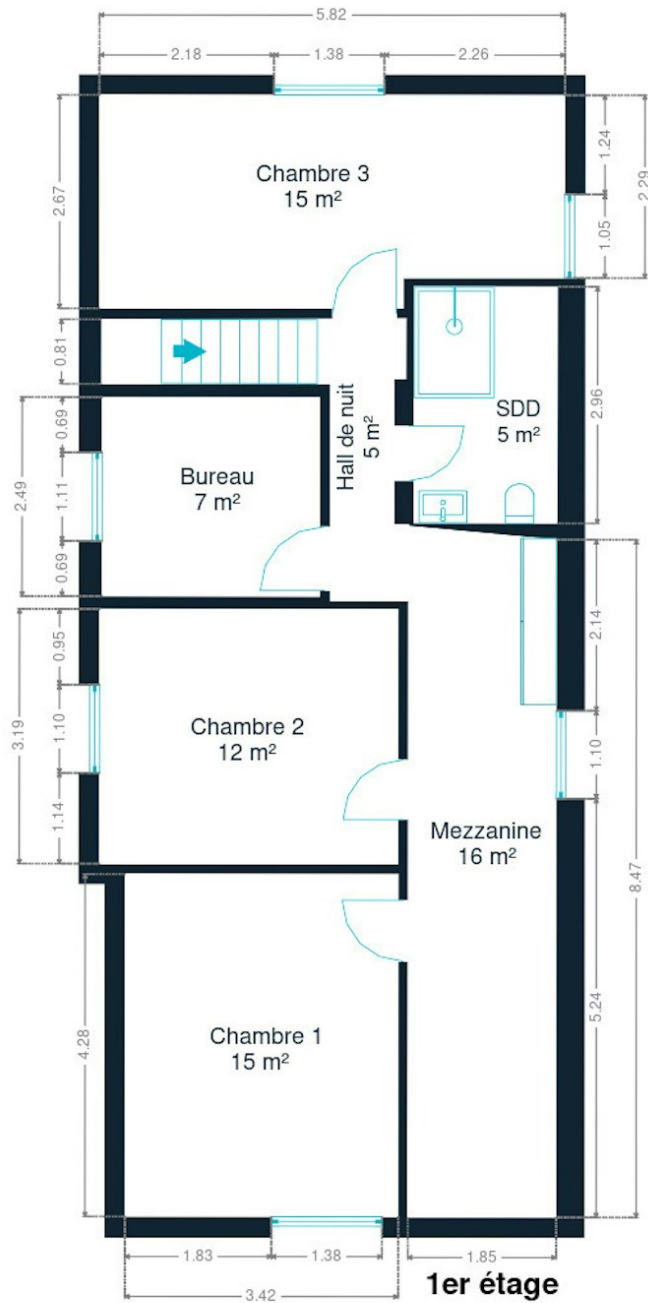 5.82
2.18
1.38
2.26
Chambre 3
15 m²
2.67
1.24
2.29
1.05
0.81
Hall de nuit
5 m²
SDD
5 m²
2.96
Bureau
7 m²
0.69
2.49
1.11
0.69
0.95
3.19
1.10
1.14
Chambre 2
12 m²
2.14
1.10
Mezzanine
16 m²
8.47
5.24
Chambre 1
15 m²
4.28
1.83
1.38
1.85
3.42
1er étage